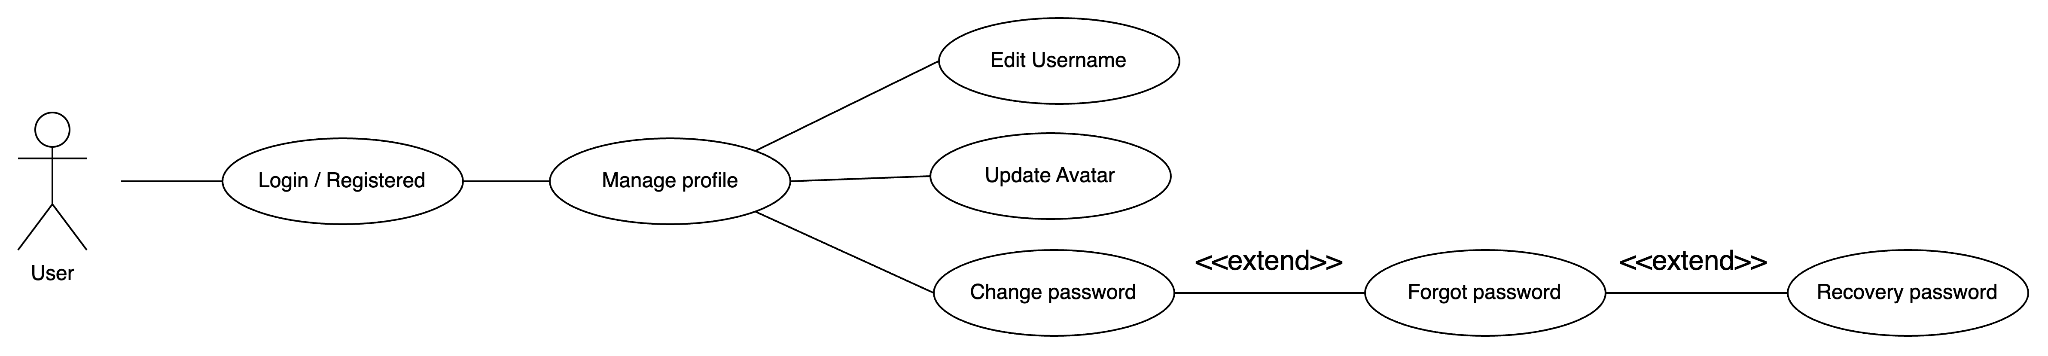 Edit Username
User
Login / Registered
Manage profile
Update Avatar
Change password
<<extend>>
Forgot password
<<extend>>
Recovery password